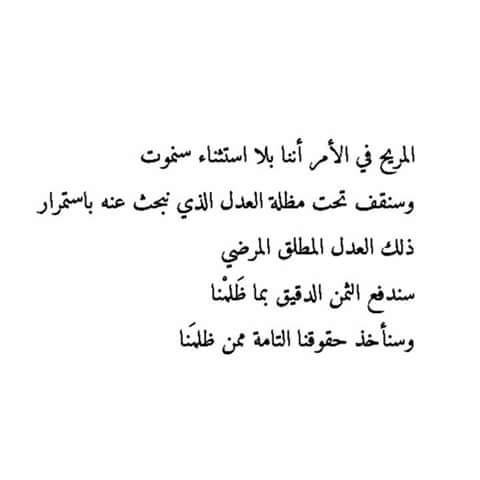 المريح في الأمر أننا بلا استثناء سنموت
وسنقف تحت مظلة العدل الذي نبحث عنه باستمرار
ذلك العدل المطلق المرضي
سندفع الثمن الدقيق بما ظَلمْنا
وسنأخذ حقوقنا التامة ممن ظلمَنا